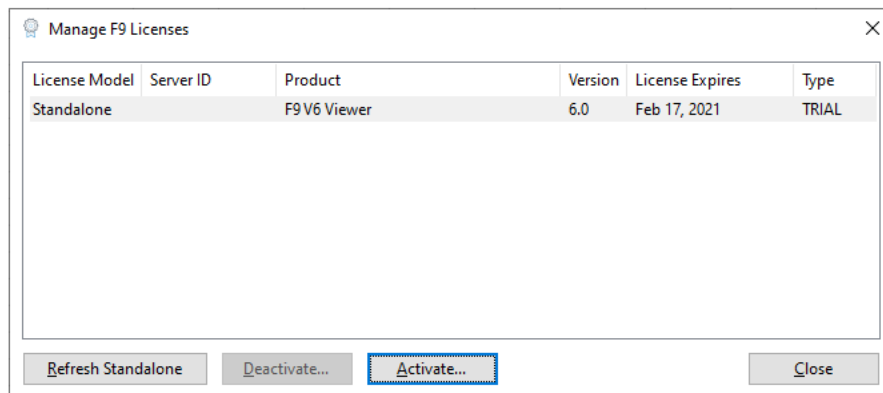 Manage F9 Licenses
License Model Server ID Product Version License Expires Type
Standalone F9 V6 Viewer 6.0 Feb 17, 2021 TRIAL
Refresh Standalone Deactivate... Activate... Close